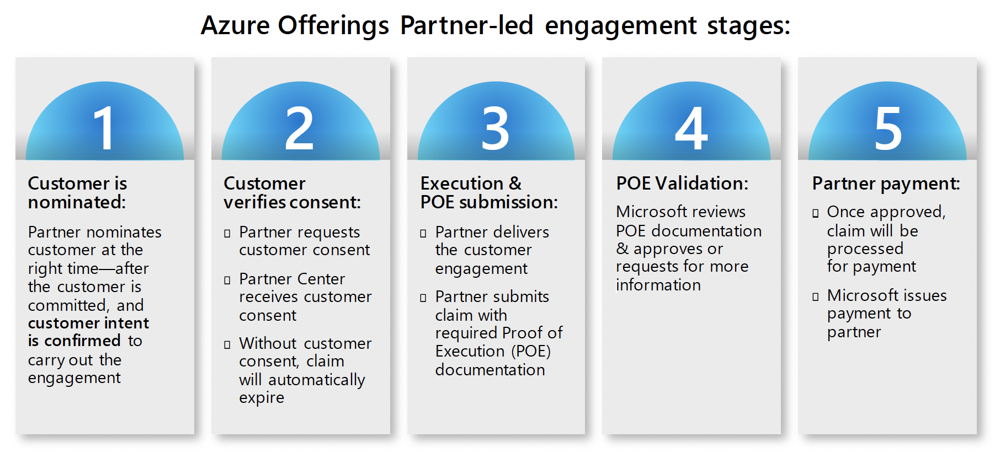 Azure Offerings Partner-led engagement stages:
1
Customer is
nominated:
Partner nominates
customer at the
right time—after
the customer is
committed, and
customer intent
is confirmed to
carry out the
engagement
2
Customer
verifies consent:
▯ Partner requests
customer consent
▯ Partner Center
receives customer
consent
▯ Without customer
consent, claim
will automatically
expire
3
Execution &
POE submission:
▯ Partner delivers
the customer
engagement
▯ Partner submits
claim with
required Proof of
Execution (POE)
documentation
4
POE Validation:
Microsoft reviews
POE documentation
& approves or
requests for more
information
5
Partner payment:
▯ Once approved,
claim will be
processed
for payment
▯ Microsoft issues
payment to
partner